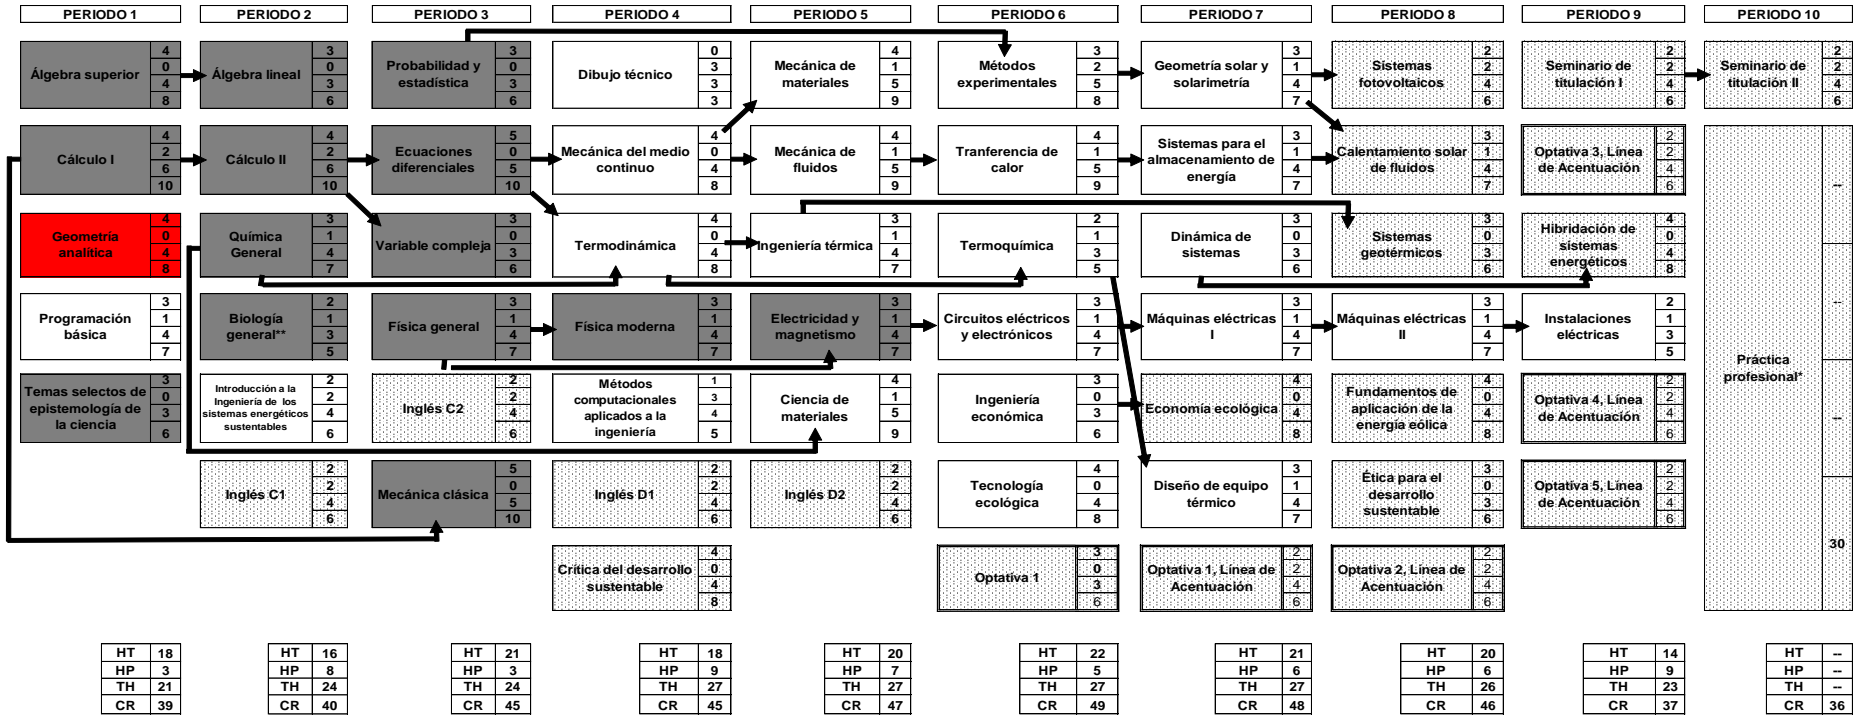 PERIODO 1
PERIODO 2
PERIODO 3
PERIODO 4
PERIODO 5
PERIODO 6
PERIODO 7
PERIODO 8
PERIODO 9
PERIODO 10
Álgebra superior
4
0
4
8
Álgebra lineal
3
0
3
6
Probabilidad y
estadística
3
0
3
6
Dibujo técnico
0
3
3
3
Mecánica de
materiales
4
1
5
9
Métodos
experimentales
3
2
5
8
Geometría solar y
solarimetría
3
1
4
7
Sistemas
fotovoltaicos
2
2
4
6
Seminario de
titulación I
2
2
4
6
Seminario de
titulación II
2
2
4
6
Cálculo I
4
2
6
10
Cálculo II
4
2
6
10
Ecuaciones
diferenciales
5
0
5
10
Mecánica del medio
continuo
4
0
4
8
Mecánica de
fluidos
4
1
5
9
Tranferencia de
calor
4
1
5
9
Sistemas para el
almacenamiento de
energía
3
1
4
7
Calentamiento solar
de fluidos
3
1
4
7
Optativa 3, Línea
de Acentuación
2
2
4
6
Práctica
profesional*
--
--
--
30
Geometría
analítica
4
0
4
8
Química
General
3
1
4
7
Variable compleja
3
0
3
6
Termodinámica
4
0
4
8
Ingeniería térmica
3
1
4
7
Termoquímica
2
1
3
5
Dinámica de
sistemas
3
0
3
6
Sistemas
geotérmicos
3
0
3
6
Hibridación de
sistemas
energéticos
4
0
4
8
Programación
básica
3
1
4
7
Biología
general**
2
1
3
5
Física general
3
1
4
7
Física moderna
3
1
4
7
Electricidad y
magnetismo
3
1
4
7
Circuitos eléctricos
y electrónicos
3
1
4
7
Máquinas eléctricas
I
3
1
4
7
Máquinas eléctricas
II
3
1
4
7
Instalaciones
eléctricas
2
1
3
5
Temas selectos de
epistemología de
la ciencia
3
0
3
6
Introducción a la
Ingeniería de los
sistemas energéticos
sustentables
2
2
4
6
Inglés C2
2
2
4
6
Métodos
computacionales
aplicados a la
ingeniería
1
3
4
5
Ciencia de
materiales
4
1
5
9
Ingeniería
económica
3
0
3
6
Economía ecológica
4
0
4
8
Fundamentos de
aplicación de la
energía eólica
4
0
4
8
Optativa 4, Línea
de Acentuación
2
2
4
6
Inglés C1
2
2
4
6
Mecánica clásica
5
0
5
10
Inglés D1
2
2
4
6
Inglés D2
2
2
4
6
Tecnología
ecológica
4
0
4
8
Diseño de equipo
térmico
3
1
4
7
Ética para el
desarrollo
sustentable
3
0
3
6
Optativa 5, Línea
de Acentuación
2
2
4
6
Crítica del desarrollo
sustentable
4
0
4
8
Optativa 1
3
0
3
6
Optativa 1, Línea de
Acentuación
2
2
4
6
Optativa 2, Línea de
Acentuación
2
2
4
6
HT 18
HP 3
TH 21
CR 39
HT 16
HP 8
TH 24
CR 40
HT 21
HP 3
TH 24
CR 45
HT 18
HP 9
TH 27
CR 45
HT 20
HP 7
TH 27
CR 47
HT 22
HP 5
TH 27
CR 49
HT 21
HP 6
TH 27
CR 48
HT 20
HP 6
TH 26
CR 46
HT 14
HP 9
TH 23
CR 37
HT --
HP --
TH --
CR 36